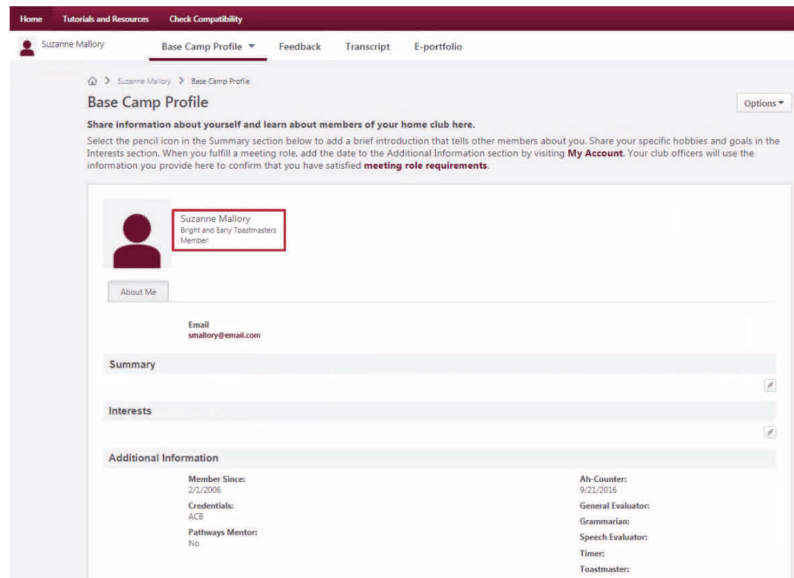 Home Tutorials and Resources Check Compatibility
Suzanne Mallory Base Camp Profile Feedback Transcript E-portfolio
Suzanne Mallory > Base Camp Profile
Base Camp Profile
Options
Share information about yourself and learn about members of your home club here.
Select the pencil icon in the Summary section below to add a brief introduction that tells other members about you. Share your specific hobbies and goals in the
Interests section. When you fulfill a meeting role, add the date to the Additional Information section by visiting My Account. Your club officers will use the
information you provide here to confirm that you have satisfied meeting role requirements.
Suzanne Mallory
Bright and Early Toastmasters
Member
About Me
Email
smallory@email.com
Summary
Interests
Additional Information
Member Since:
2/1/2006
Credentials:
ACB
Pathways Mentor:
No
Ah-Counter:
9/21/2016
General Evaluator:
Grammarian:
Speech Evaluator:
Timer:
Toastmaster: